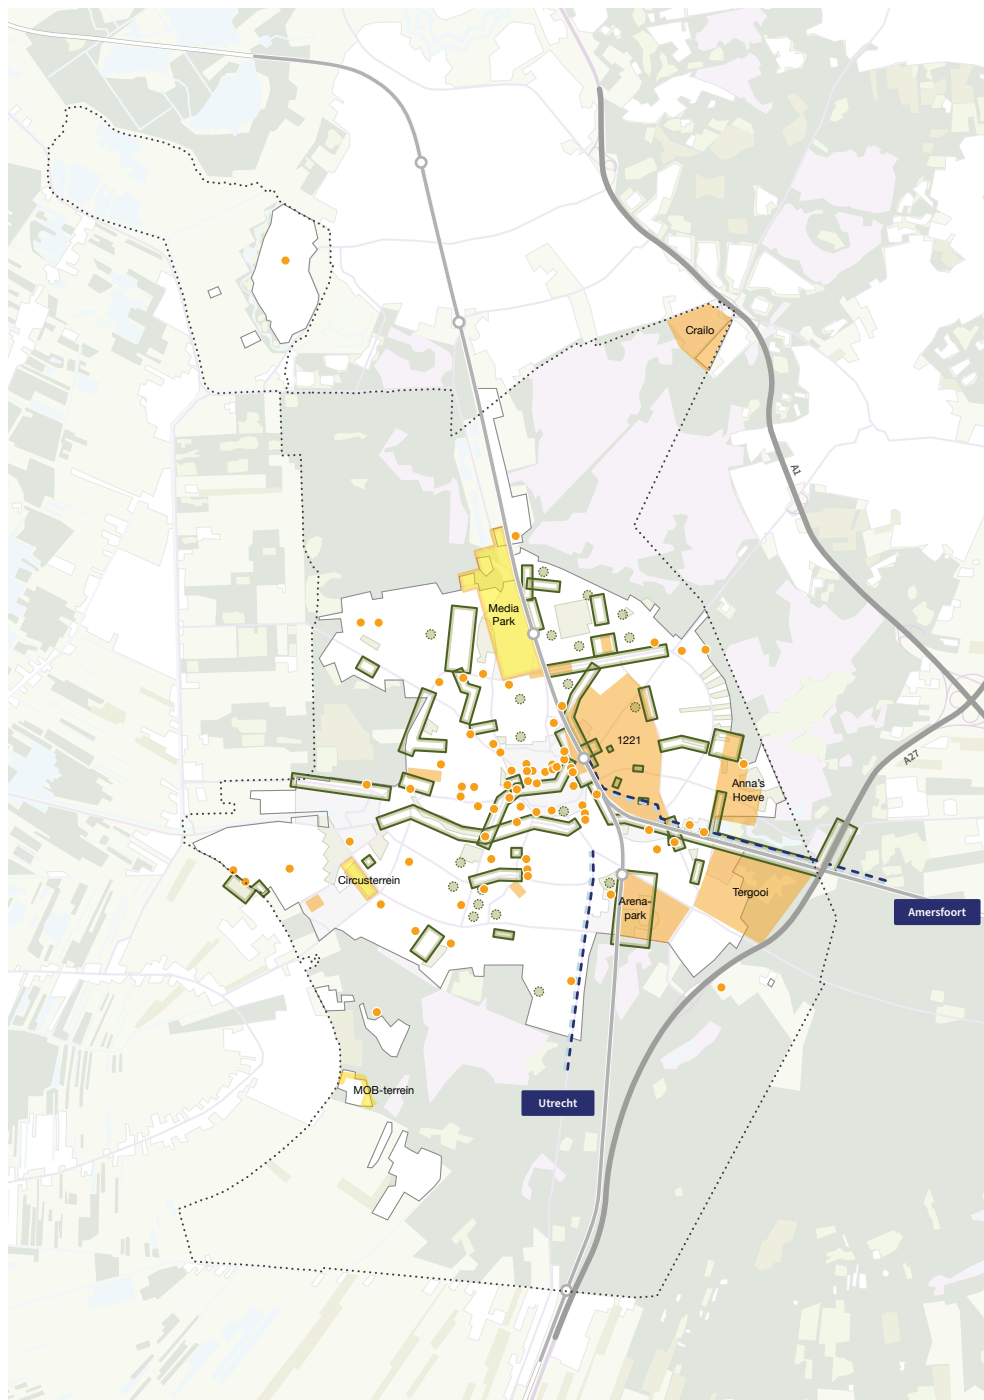 Crailo
A1
Media
Park
1221
A27
Anna's
Hoeve
Circusterrein
Tergooi
Arena-
park
Amersfoort
MOB-terrein
Utrecht